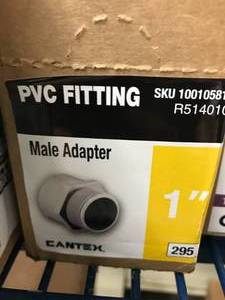 PVC FITTING SKU 10010581
R514010
Male Adapter
1"
CANTEX
295